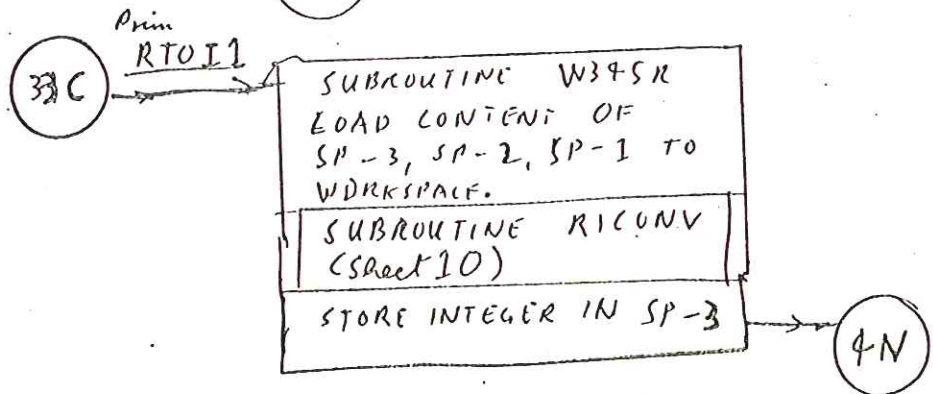 Prim
RTOI1
33C
SUBROUTINE W345R
LOAD CONTENT OF
SP-3, SP-2, SP-1 TO
WORKSPACE.
SUBROUTINE RICONV
(Sheet 10)
STORE INTEGER IN SP-3
4N